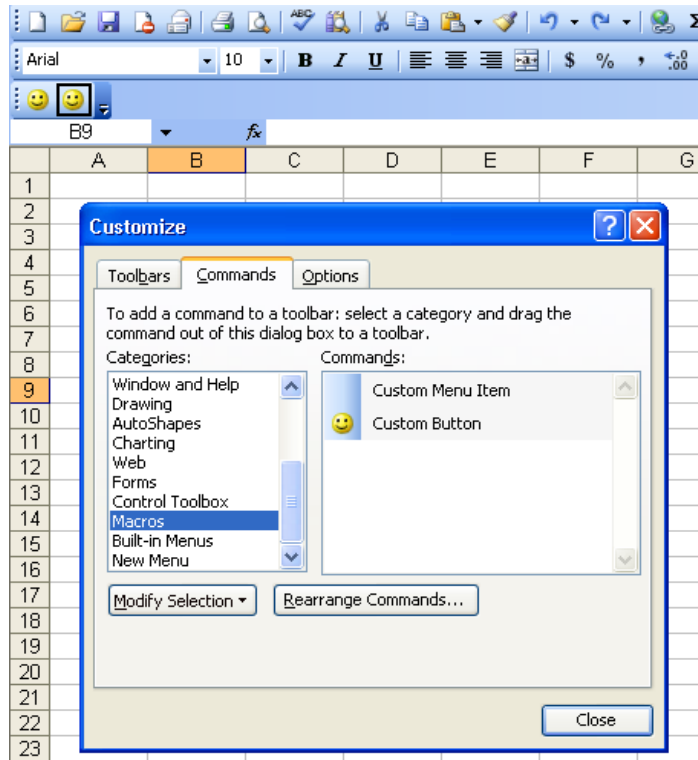 ABC Σ
Arial 10 B I U $ % , .0 .00
B9 fx
A B C D E F G
1
2
3
4
5
6
7
8
9
10
11
12
13
14
15
16
17
18
19
20
21
22
23
Customize
Toolbars Commands Options
To add a command to a toolbar: select a category and drag the
command out of this dialog box to a toolbar.
Categories: Commands:
Window and Help
Drawing
AutoShapes
Charting
Web
Forms
Control Toolbox
Macros
Built-in Menus
New Menu
Custom Menu Item
Custom Button
Modify Selection Rearrange Commands...
Close